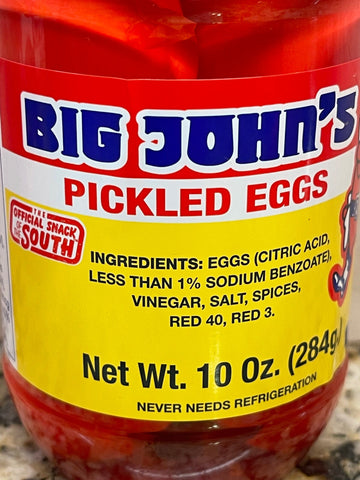 BIG JOHN'S
PICKLED EGGS
THE
OFFICIAL SNACK
OF THE
SOUTH
INGREDIENTS: EGGS (CITRIC ACID,
LESS THAN 1% SODIUM BENZOATE),
VINEGAR, SALT, SPICES,
RED 40, RED 3.
Net Wt. 10 Oz. (284g)
NEVER NEEDS REFRIGERATION